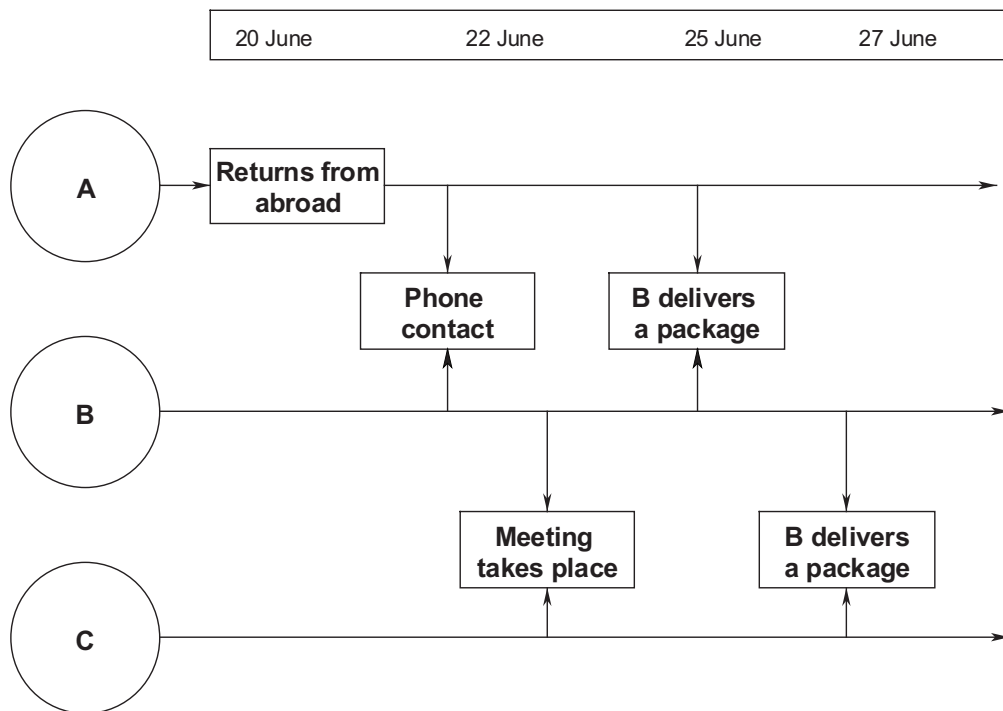 20 June 22 June 25 June 27 June
A
Returns from
abroad
Phone
contact
B delivers
a package
B
Meeting
takes place
B delivers
a package
C